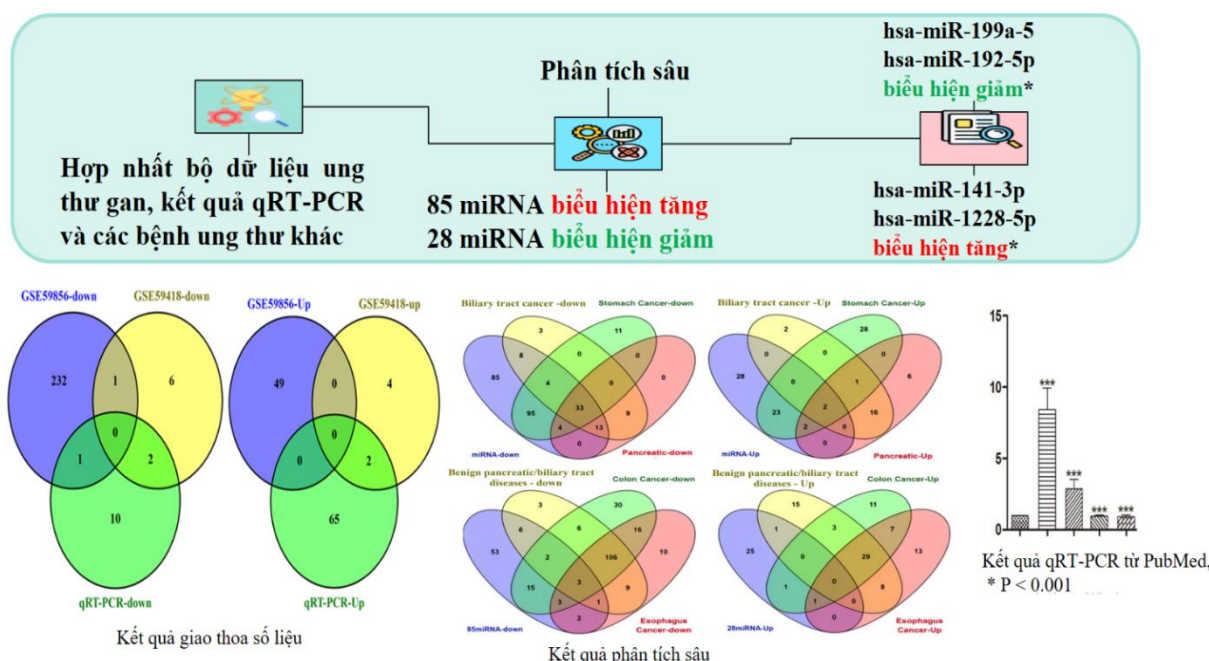 hsa-miR-199a-5
hsa-miR-192-5p
biểu hiện giảm*
Phân tích sâu
Hợp nhất bộ dữ liệu ung
thư gan, kết quả qRT-PCR
và các bệnh ung thư khác
85 miRNA biểu hiện tăng
28 miRNA biểu hiện giảm
hsa-miR-141-3p
hsa-miR-1228-5p
biểu hiện tăng*
GSE59856-down
GSE59418-down
232
1
6
0
1
2
10
qRT-PCR-down
GSE59856-Up
GSE59418-up
49
0
4
0
0
2
65
qRT-PCR-Up
Kết quả giao thoa số liệu
Biliary tract cancer -down
Stomach Cancer-down
3
11
8
0
0
85
4
0
0
33
95
9
4
13
0
miRNA-down
Pancreatic-down
Biliary tract cancer -Up
Stomach Cancer-Up
2
28
0
0
0
28
0
1
6
2
23
16
2
0
0
miRNA-Up
Pancreatic-Up
Benign pancreatic/biliary tract
diseases - down
Colon Cancer-down
3
30
6
6
16
53
2
106
10
3
15
9
3
1
2
85miRNA-down
Esophagus
Cancer-down
Benign pancreatic/biliary tract
diseases - Up
Colon Cancer-Up
15
11
1
3
7
25
0
29
13
0
1
8
1
0
0
28miRNA-Up
Esophagus
Cancer-Up
Kết quả phân tích sâu
15
10
5
0
***
***
***
***
Kết quả qRT-PCR từ PubMed,
* P < 0.001